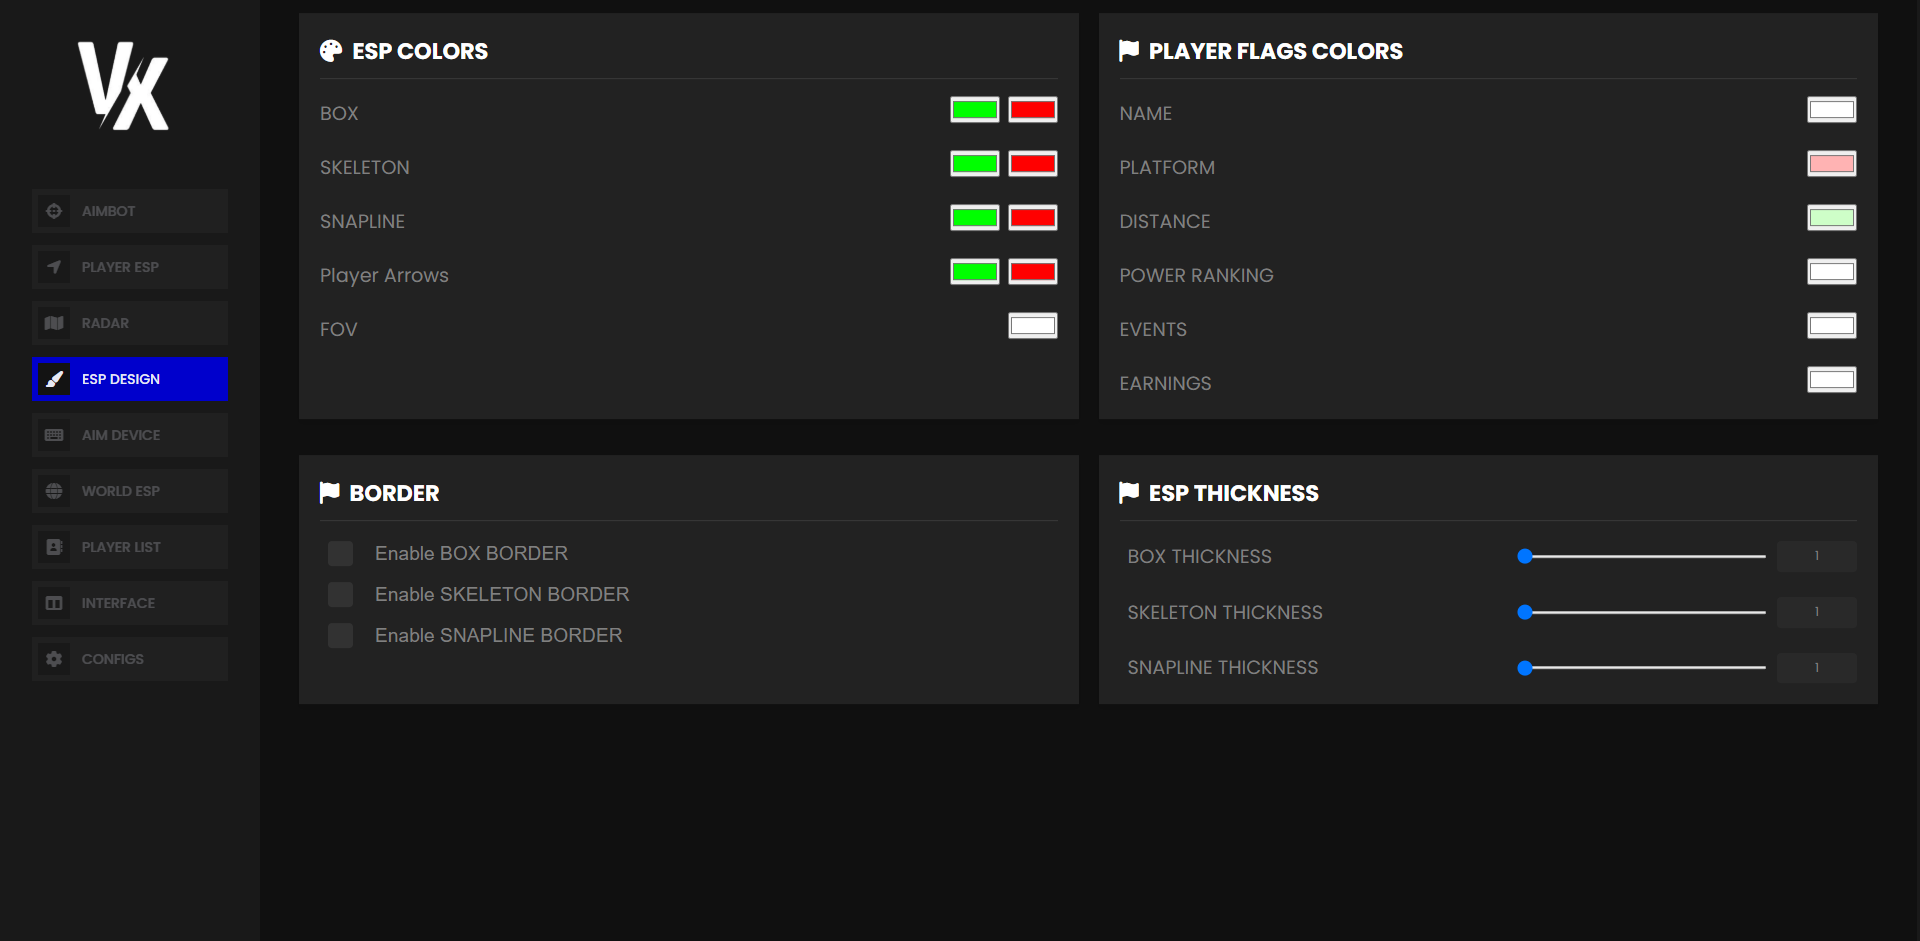 VX
AIMBOT
PLAYER ESP
RADAR
ESP DESIGN
AIM DEVICE
WORLD ESP
PLAYER LIST
INTERFACE
CONFIGS
ESP COLORS
BOX
SKELETON
SNAPLINE
Player Arrows
FOV
PLAYER FLAGS COLORS
NAME
PLATFORM
DISTANCE
POWER RANKING
EVENTS
EARNINGS
BORDER
Enable BOX BORDER
Enable SKELETON BORDER
Enable SNAPLINE BORDER
ESP THICKNESS
BOX THICKNESS 1
SKELETON THICKNESS 1
SNAPLINE THICKNESS 1